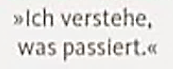 »Ich verstehe,
was passiert.«